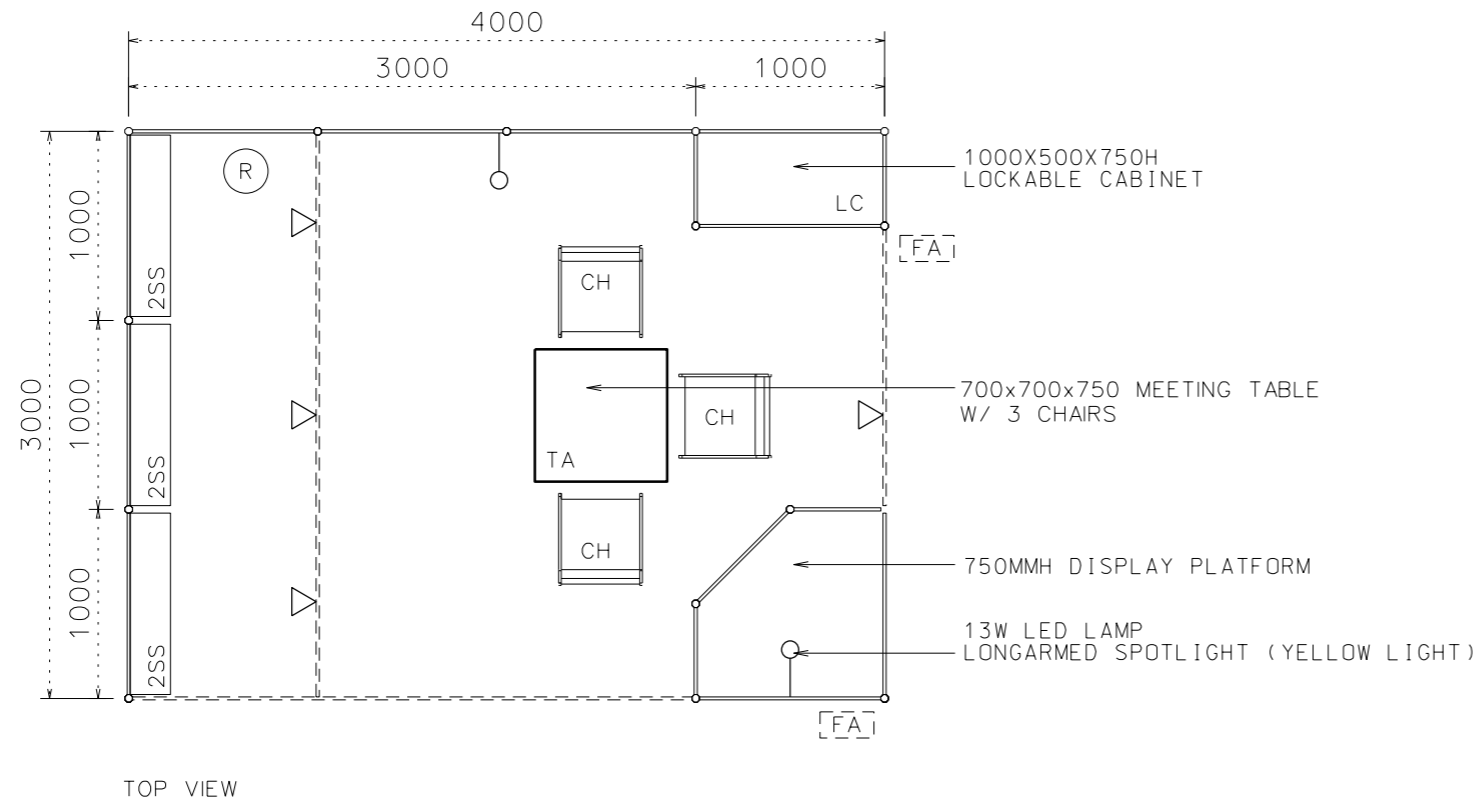 4000
3000
1000
R
1000X500X750H
LOCKABLE CABINET
LC
FA
1000
2SS
CH
3000
1000
700x700x750 MEETING TABLE
W/ 3 CHAIRS
CH
TA
2SS
CH
1000
750MMH DISPLAY PLATFORM
13W LED LAMP
LONGARMED SPOTLIGHT (YELLOW LIGHT)
2SS
FA
TOP VIEW